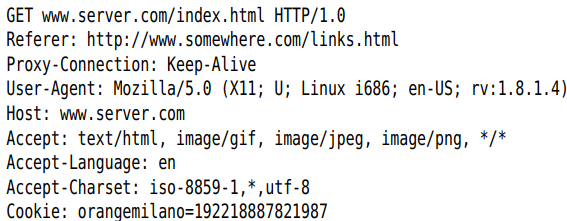 GET www.server.com/index.html HTTP/1.0
Referer: http://www.somewhere.com/links.html
Proxy-Connection: Keep-Alive
User-Agent: Mozilla/5.0 (X11; U; Linux i686; en-US; rv:1.8.1.4)
Host: www.server.com
Accept: text/html, image/gif, image/jpeg, image/png, */*
Accept-Language: en
Accept-Charset: iso-8859-1,*,utf-8
Cookie: orangemilano=192218887821987